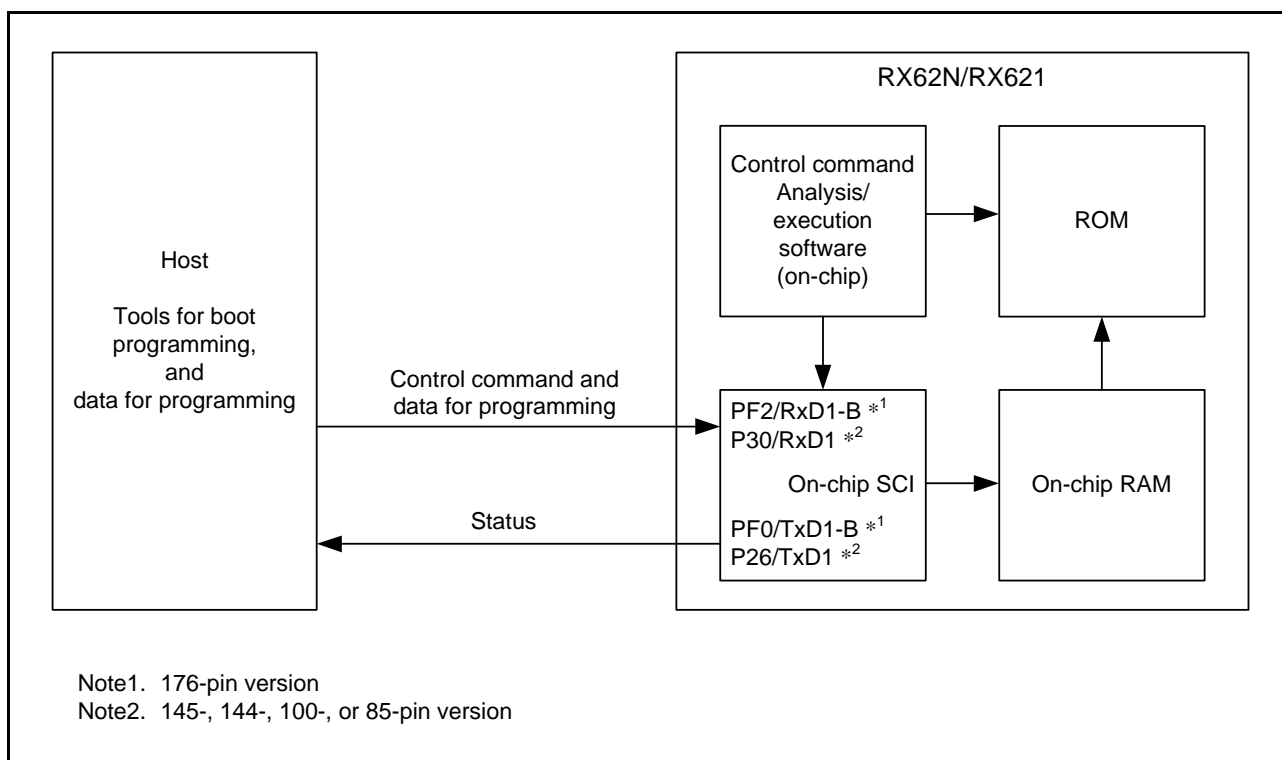 Host
Tools for boot
programming,
and
data for programming
Control command and
data for programming
Status
RX62N/RX621
Control command
Analysis/
execution
software
(on-chip)
ROM
PF2/RxD1-B *1
P30/RxD1 *2
On-chip SCI
PF0/TxD1-B *1
P26/TxD1 *2
On-chip RAM
Note1. 176-pin version
Note2. 145-, 144-, 100-, or 85-pin version